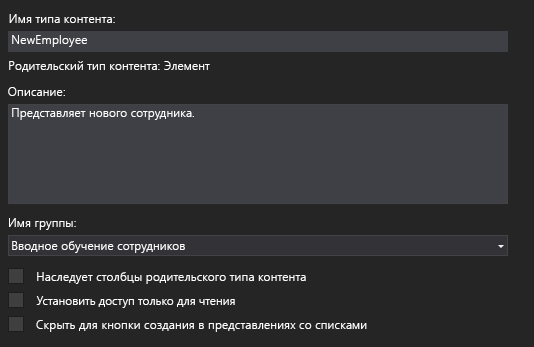 Имя типа контента:
NewEmployee
Родительский тип контента: Элемент
Описание:
Представляет нового сотрудника.
Имя группы:
Вводное обучение сотрудников
Наследует столбцы родительского типа контента
Установить доступ только для чтения
Скрыть для кнопки создания в представлениях со списками